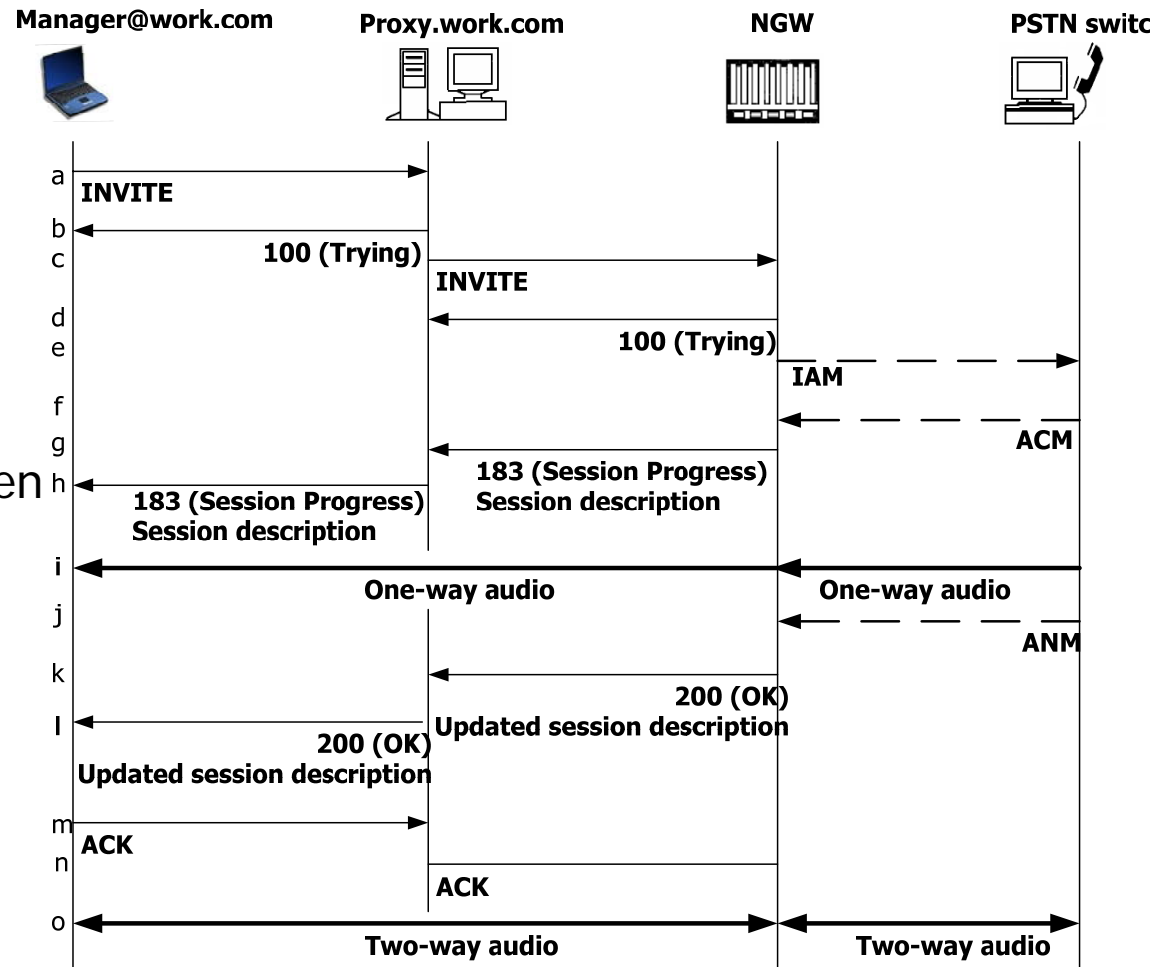 Manager@work.com
Proxy.work.com
NGW
PSTN switc
a
INVITE
b
100 (Trying)
c
INVITE
d
100 (Trying)
e
IAM
f
ACM
g
183 (Session Progress)
Session description
en
h
183 (Session Progress)
Session description
i
One-way audio
One-way audio
j
ANM
k
200 (OK)
Updated session description
l
200 (OK)
Updated session description
m
ACK
n
ACK
o
Two-way audio
Two-way audio